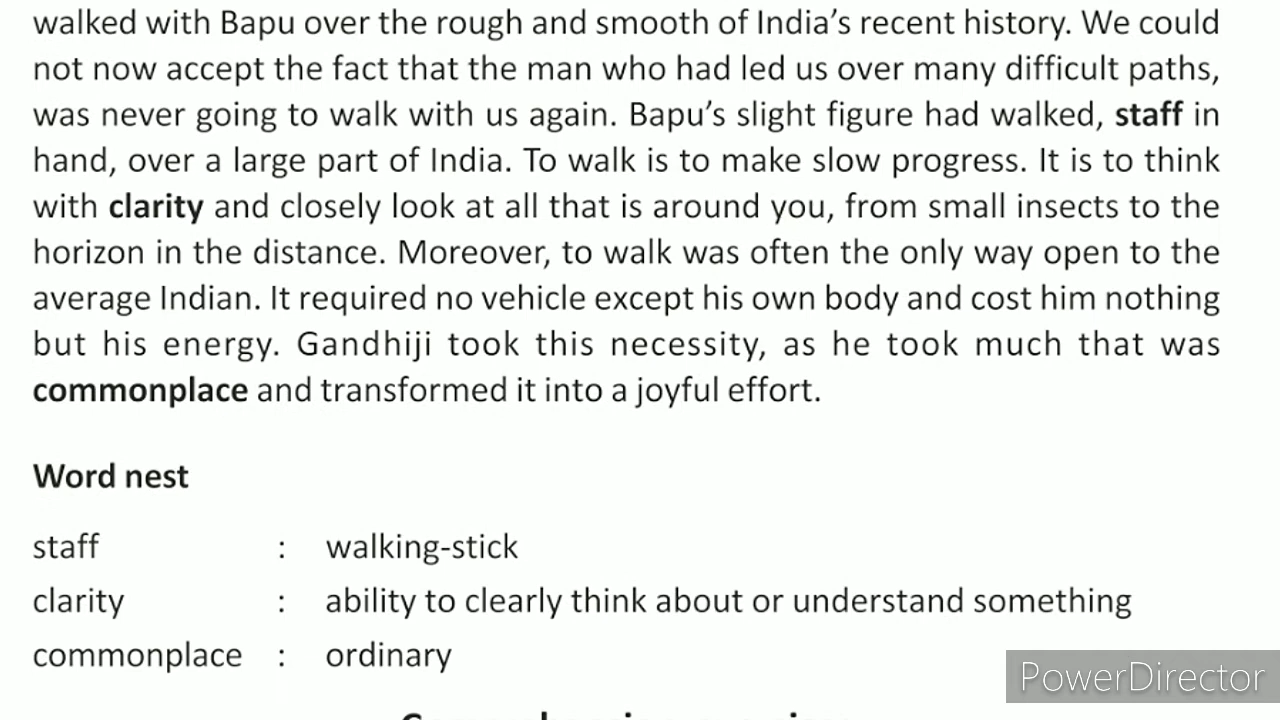 walked with Bapu over the rough and smooth of India’s recent history. We could
not now accept the fact that the man who had led us over many difficult paths,
was never going to walk with us again. Bapu’s slight figure had walked, staff in
hand, over a large part of India. To walk is to make slow progress. It is to think
with clarity and closely look at all that is around you, from small insects to the
horizon in the distance. Moreover, to walk was often the only way open to the
average Indian. It required no vehicle except his own body and cost him nothing
but his energy. Gandhiji took this necessity, as he took much that was
commonplace and transformed it into a joyful effort.
Word nest
staff : walking-stick
clarity : ability to clearly think about or understand something
commonplace : ordinary
PowerDirector